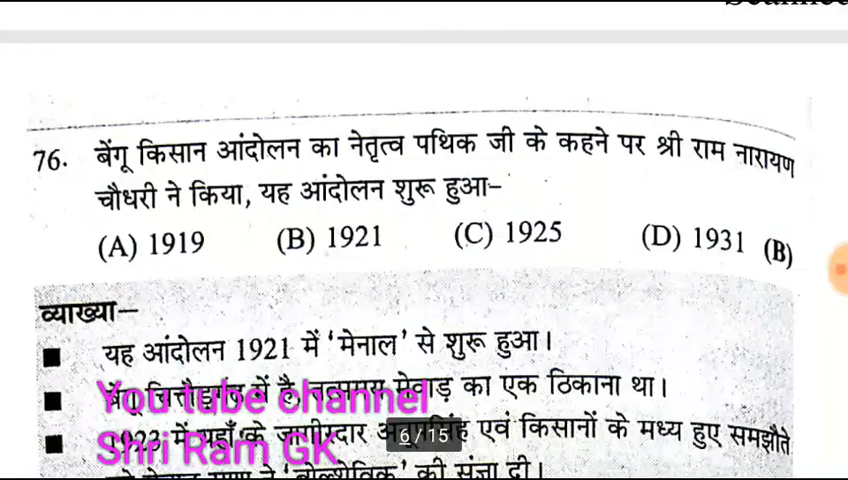 76. बेंगू किसान आंदोलन का नेतृत्व पथिक जी के कहने पर श्री राम नारायण
चौधरी ने किया, यह आंदोलन शुरू हुआ-
(A) 1919 (B) 1921 (C) 1925 (D) 1931 (B)
व्याख्या—
■ यह आंदोलन 1921 में ‘मेनाल’ से शुरू हुआ।
■ में है, मेवाड़ का एक ठिकाना था।
You tube channel
■ में यहाँ के एवं किसानों के मध्य हुए समझौते
Shri Ram GK
6 / 15
ने ‘बोल्शेविक’ की संज्ञा दी।